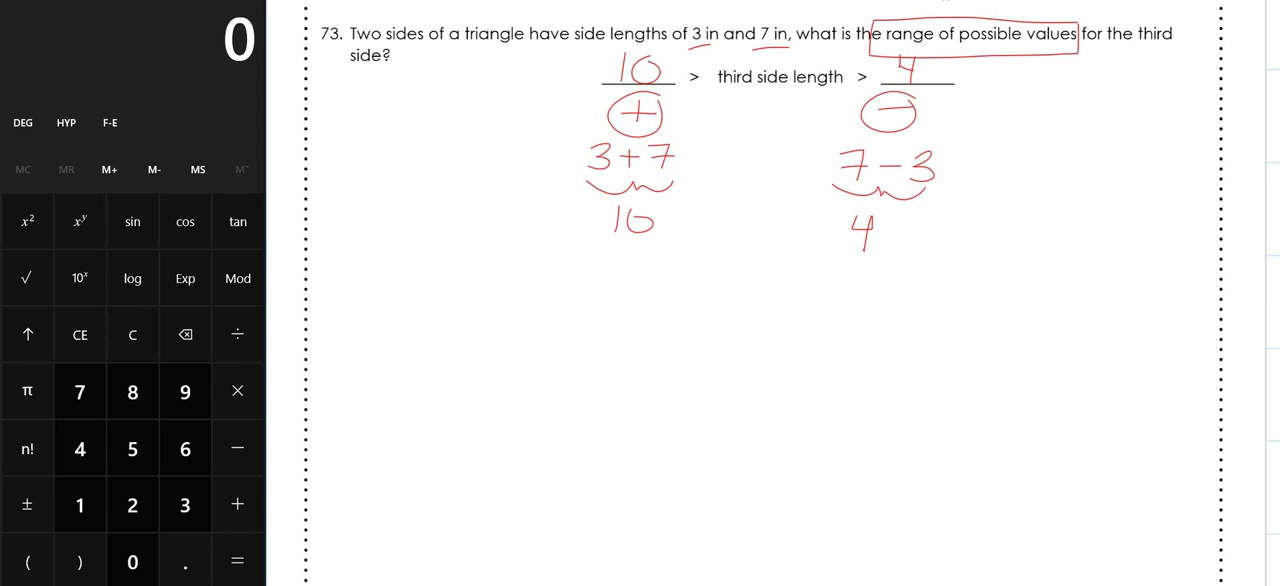 0
DEG HYP F-E
MC MR M+ M- MS M˅
x² xʸ sin cos tan
√ 10ˣ log Exp Mod
↑ CE C ⌫ ÷
π 7 8 9 ×
n! 4 5 6 −
± 1 2 3 +
( ) 0 . =
73. Two sides of a triangle have side lengths of 3 in and 7 in, what is the range of possible values for the third
side?
10 > third side length > 4
+ −
3 + 7 7 − 3
10 4